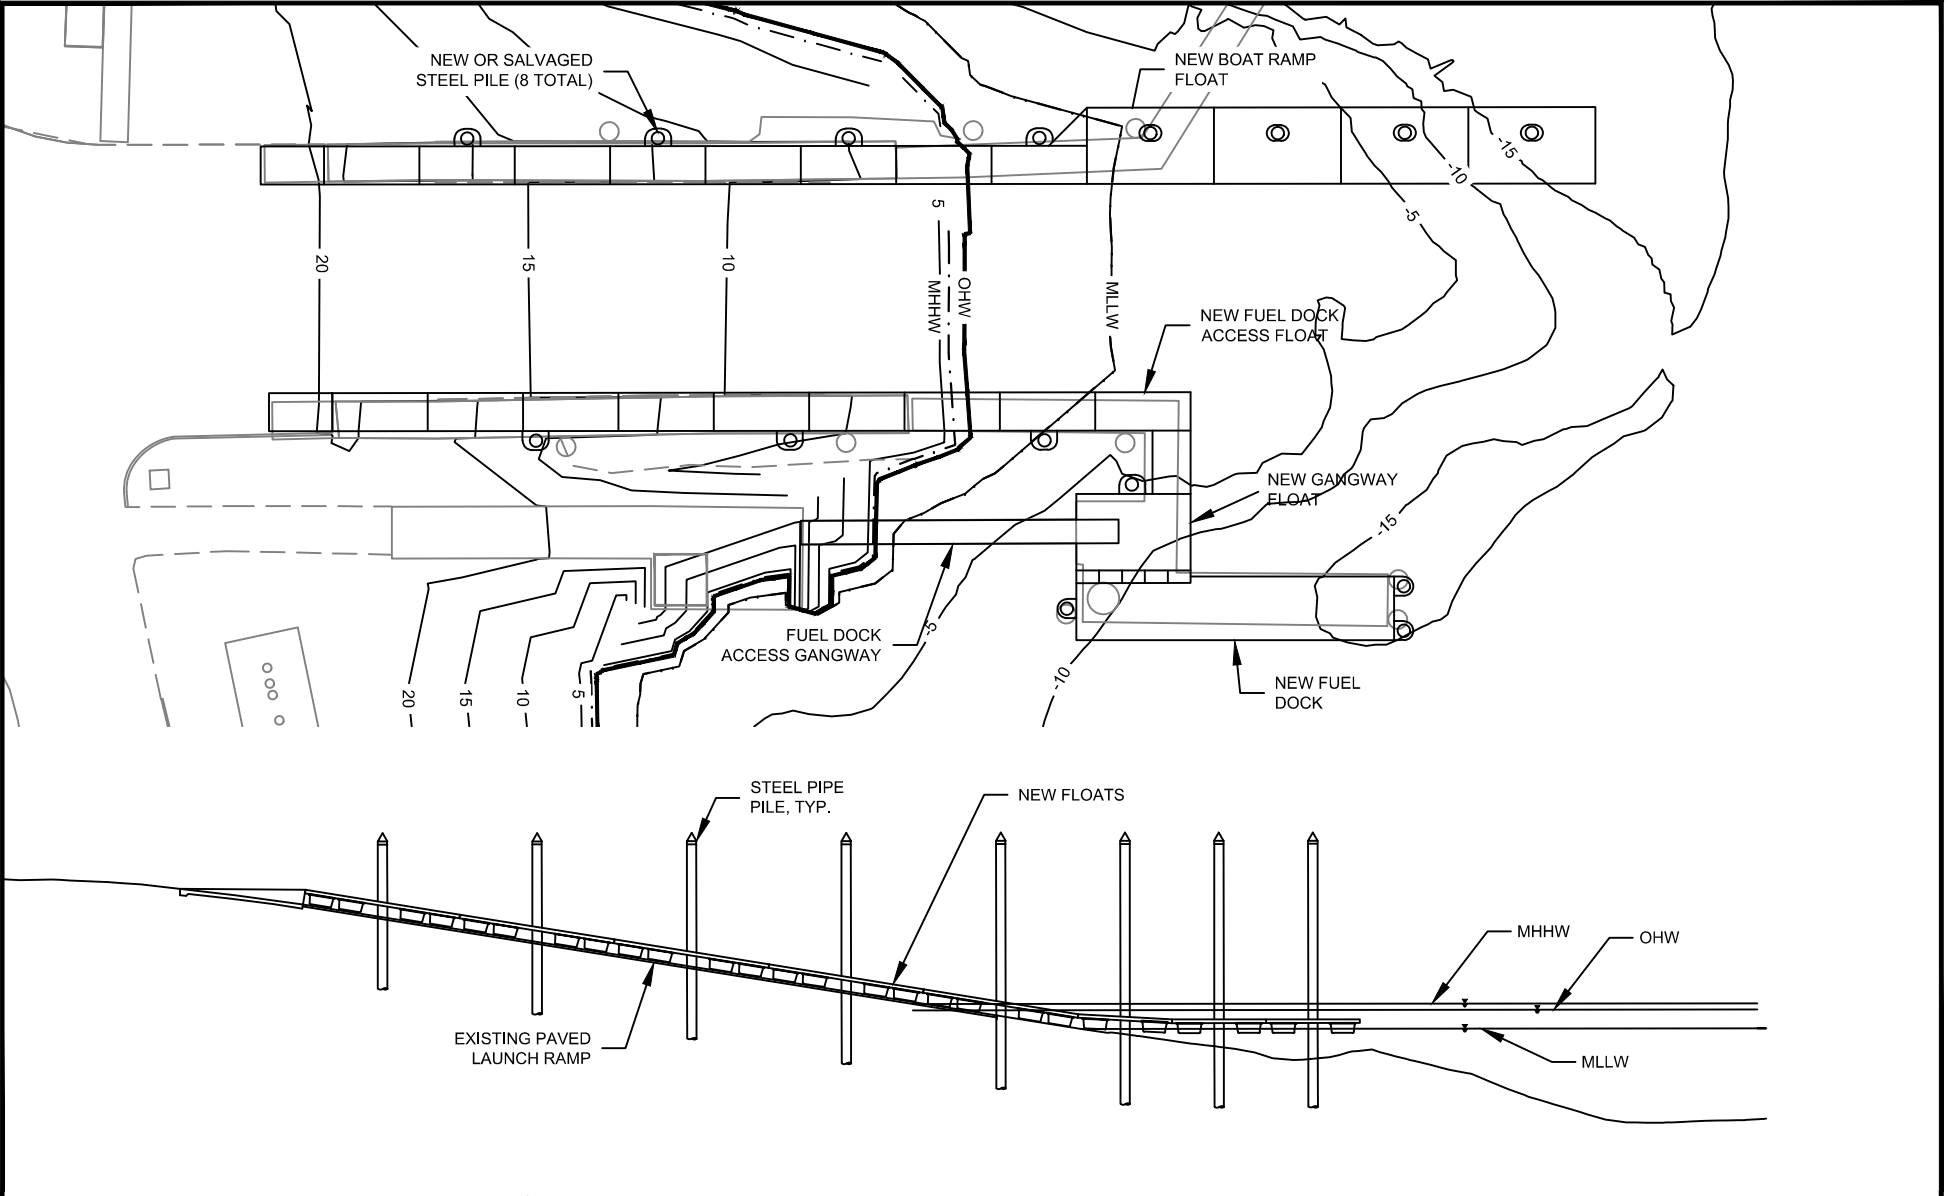 NEW OR SALVAGED
STEEL PILE (8 TOTAL)
NEW BOAT RAMP
FLOAT
-15
-10
-5
5
20
15
10
MHHW
OHW
MLLW
NEW FUEL DOCK
ACCESS FLOAT
NEW GANGWAY
FLOAT
-15
FUEL DOCK
ACCESS GANGWAY
-5
-10
NEW FUEL
DOCK
20
15
10
5
STEEL PIPE
PILE, TYP.
NEW FLOATS
MHHW
OHW
EXISTING PAVED
LAUNCH RAMP
MLLW